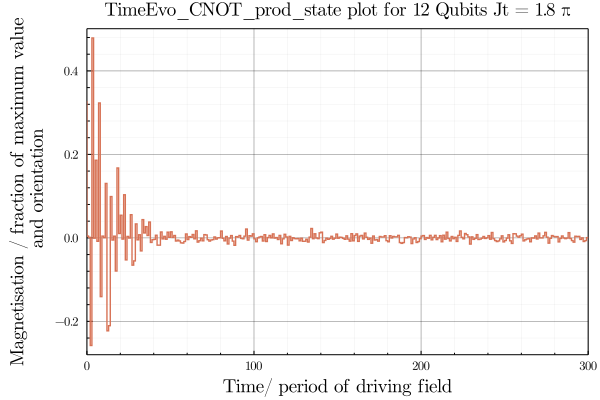 TimeEvo_CNOT_prod_state plot for 12 Qubits Jt = 1.8 π
Magnetisation / fraction of maximum value
and orientation
0.4
0.2
0.0
−0.2
0
100
200
300
Time/ period of driving field